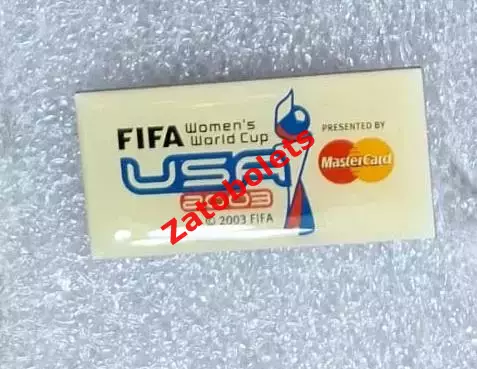 FIFA Women's
World Cup
USA
2003
© 2003 FIFA
PRESENTED BY
MasterCard
Zatobolets